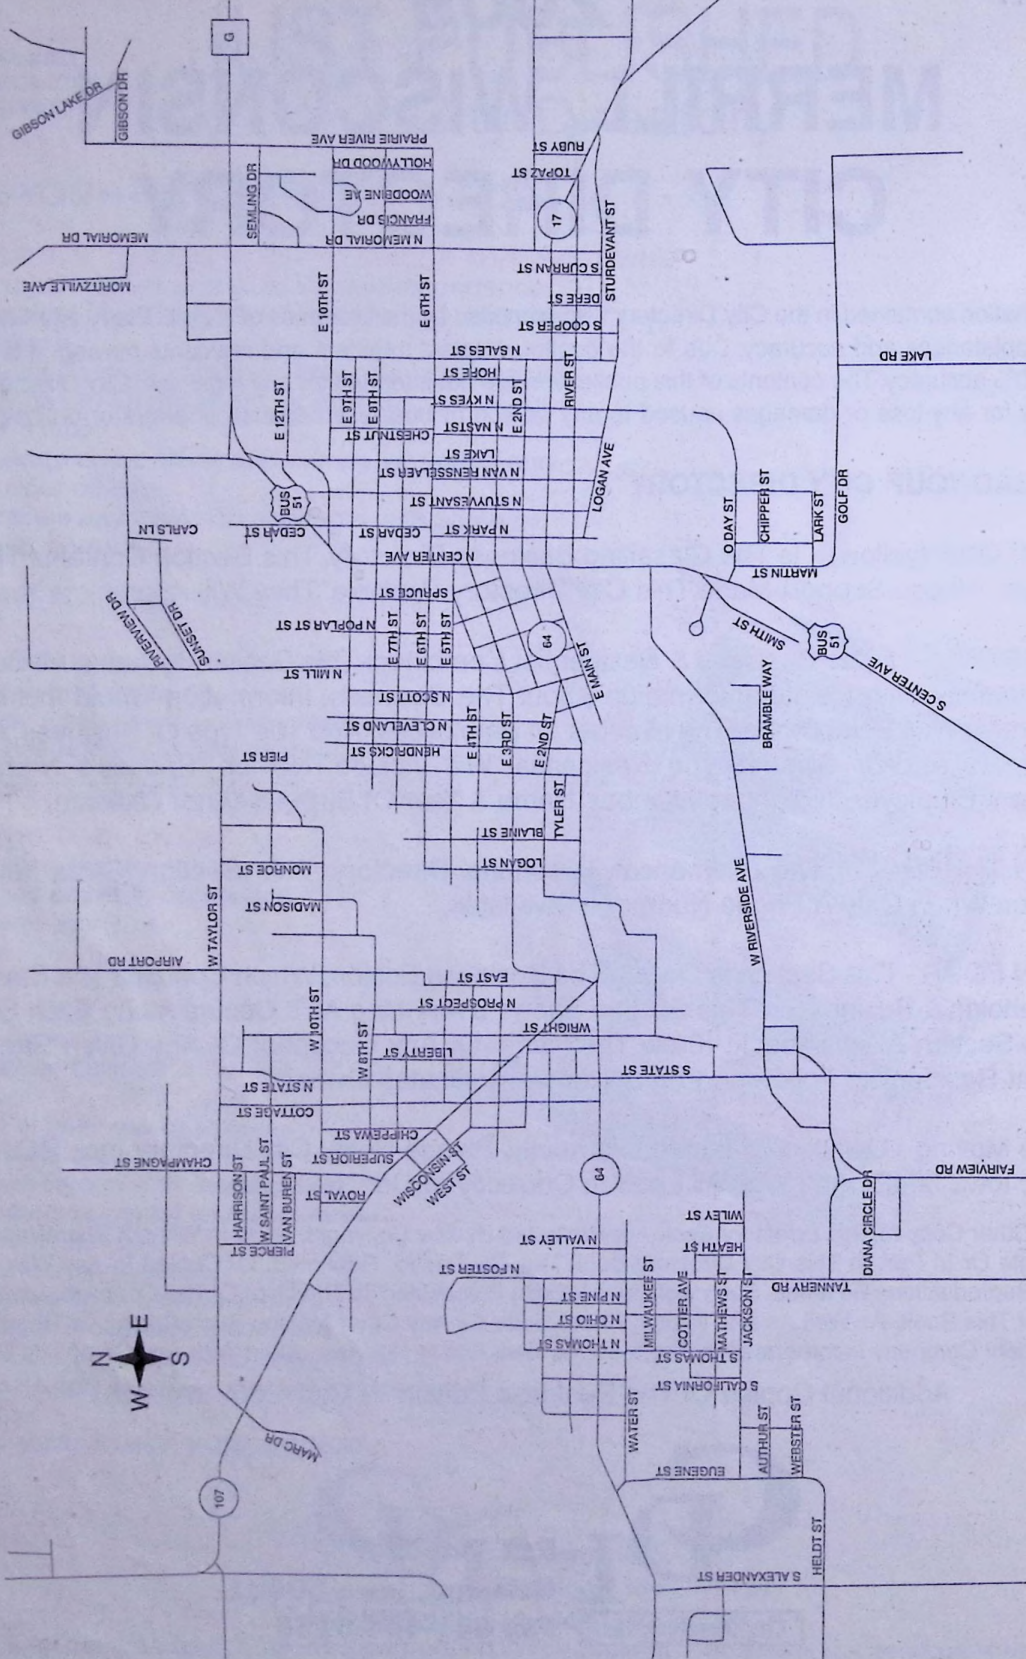 G
GIBSON LAKE DR
GIBSON DR
PRAIRIE RIVER AVE
HOLLYWOOD DR
WOODBINE AE
FRANCIS DR
N MEMORIAL DR
SEMLING DR
MEMORIAL DR
MORITZVILLE AVE
RUBY ST
TOPAZ ST
17
STURDEVANT ST
S CURRAN ST
DERE ST
S COOPER ST
E 10TH ST
E 6TH ST
N SALES ST
HOPE ST
N KYES ST
N NAST ST
CHESTNUT ST
LAKE ST
N VAN RENSSELAER ST
N STUYVESANT ST
N PARK ST
N CENTER AVE
E 12TH ST
E 9TH ST
E 8TH ST
E 2ND ST
RIVER ST
LOGAN AVE
LAKE RD
GOLF DR
O DAY ST
CHIPPER ST
LARK ST
MARTIN ST
SMITH ST
BUS 51
S CENTER AVE
BUS 51
CEDAR ST
CEDAR ST
CARLS LN
RIVERVIEW DR
SUNSET DR
SPRUCE ST
N POPLAR ST ST
E 7TH ST
E 6TH ST
E 5TH ST
64
E MAIN ST
N MILL ST
N SCOTT ST
N CLEVELAND ST
HENDRICKS ST
E 4TH ST
E 3RD ST
E 2ND ST
PIER ST
TYLER ST
BLAINE ST
LOGAN ST
MONROE ST
MADISON ST
W TAYLOR ST
AIRPORT RD
BRAMBLE WAY
W RIVERSIDE AVE
EAST ST
N PROSPECT ST
WRIGHT ST
W 10TH ST
W 8TH ST
LIBERTY ST
N STATE ST
S STATE ST
COTTAGE ST
CHIPPEWA ST
SUPERIOR ST
CHAMPAGNE ST
HARRISON ST
W SAINT PAUL ST
VAN BUREN ST
ROYAL ST
WISCONSIN ST
WEST ST
PIERCE ST
64
FAIRVIEW RD
DIANA CIRCLE DR
WILEY ST
N VALLEY ST
HEATH ST
N FOSTER ST
TANNERY RD
N PINE ST
N OHIO ST
N THOMAS ST
MILWAUKEE ST
COTTER AVE
MATHEWS ST
JACKSON ST
S THOMAS ST
S CALIFORNIA ST
WATER ST
AUTHUR ST
WEBSTER ST
EUGENE ST
HELDT ST
S ALEXANDER ST
N
W E
S
MARC DR
107